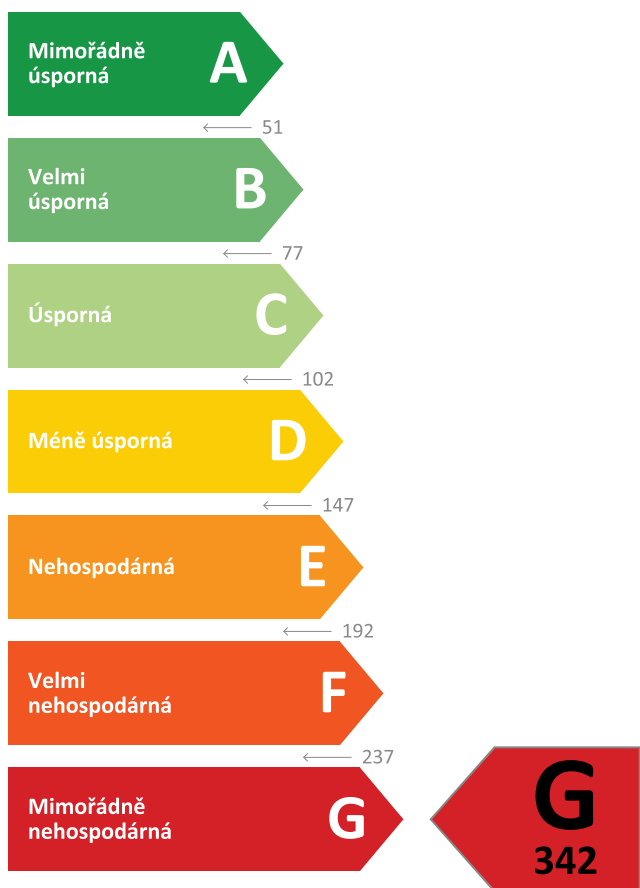 Mimořádně
úsporná
A
51
Velmi
úsporná
B
77
Úsporná
C
102
Méně úsporná
D
147
Nehospodárná
E
192
Velmi
nehospodárná
F
237
Mimořádně
nehospodárná
G
G
342